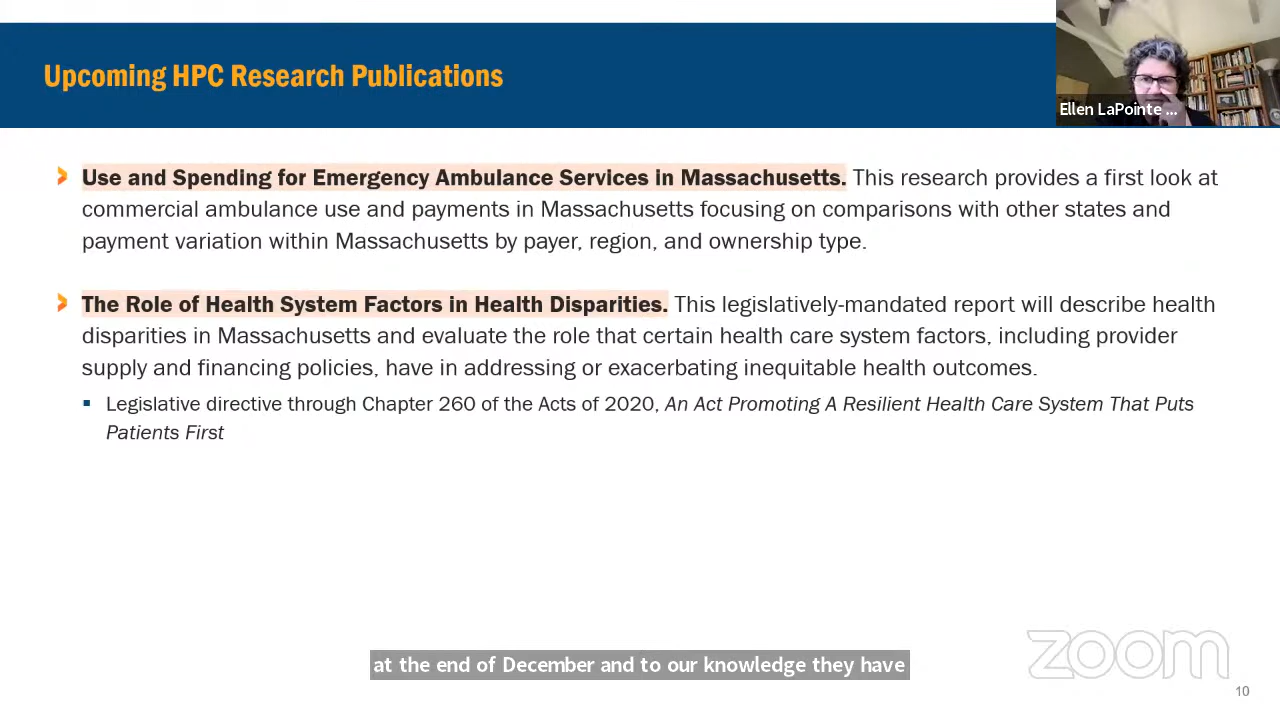 Upcoming HPC Research Publications
Ellen LaPointe ...
Use and Spending for Emergency Ambulance Services in Massachusetts. This research provides a first look at
commercial ambulance use and payments in Massachusetts focusing on comparisons with other states and
payment variation within Massachusetts by payer, region, and ownership type.
The Role of Health System Factors in Health Disparities. This legislatively-mandated report will describe health
disparities in Massachusetts and evaluate the role that certain health care system factors, including provider
supply and financing policies, have in addressing or exacerbating inequitable health outcomes.
Legislative directive through Chapter 260 of the Acts of 2020, An Act Promoting A Resilient Health Care System That Puts
Patients First
at the end of December and to our knowledge they have
zoom
10